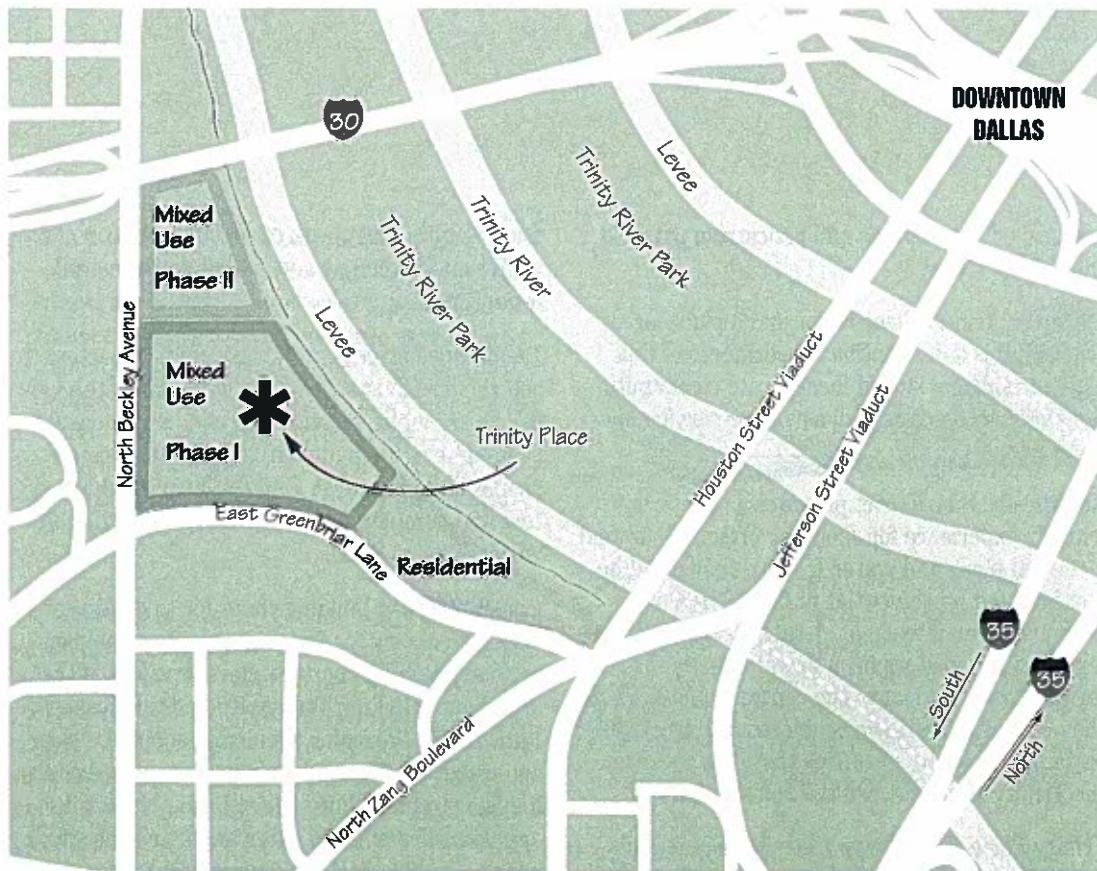 30
DOWNTOWN
DALLAS
Levee
Trinity River Park
Trinity River
Trinity River Park
Levee
Mixed
Use
Phase II
North Beckley Avenue
Mixed
Use
Phase I
Trinity Place
Houston Street Viaduct
Jefferson Street Viaduct
East Greenbriar Lane
Residential
35
South
35
North
North Zang Boulevard